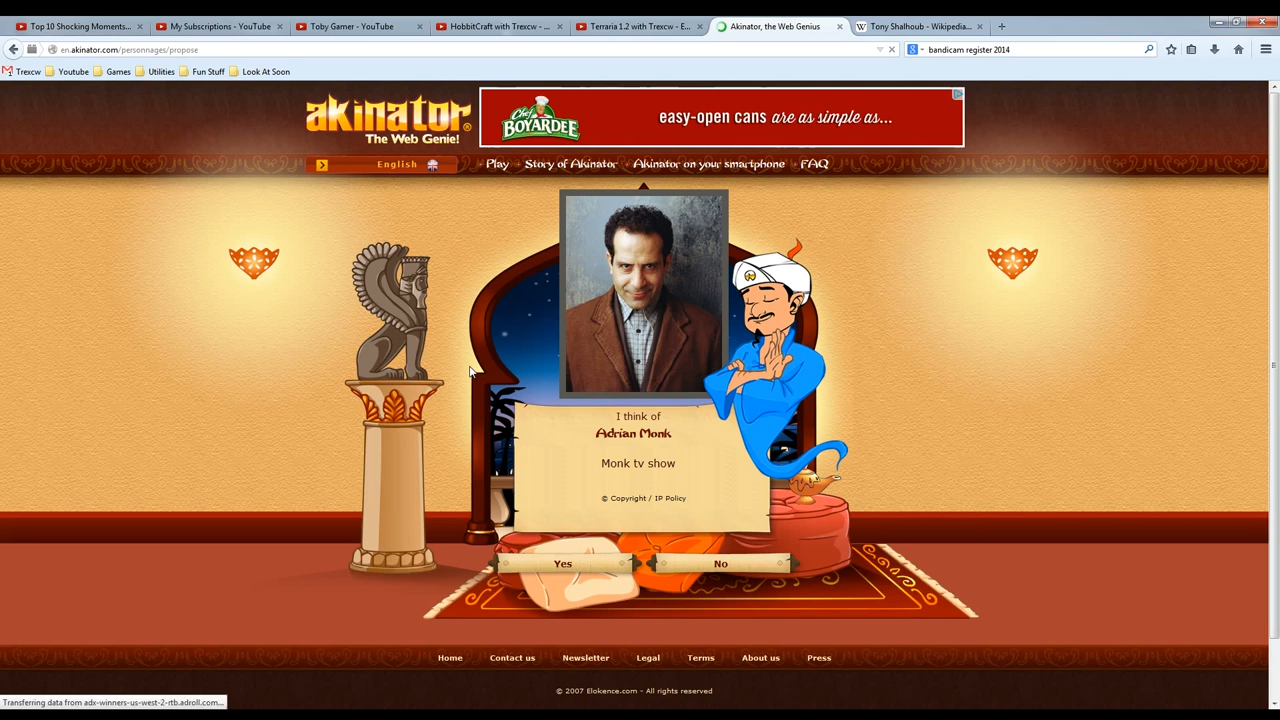 Top 10 Shocking Moments...
My Subscriptions - YouTube
Toby Gamer - YouTube
HobbitCraft with Trexcw - ...
Terraria 1.2 with Trexcw - E...
Akinator, the Web Genius
Tony Shalhoub - Wikipedia...
en.akinator.com/personnages/propose
bandicam register 2014
Trexcw
Youtube
Games
Utilities
Fun Stuff
Look At Soon
akinator®
The Web Genie!
CHEF BOYARDEE
easy-open cans are as simple as...
English
Play
Story of Akinator
Akinator on your smartphone
FAQ
I think of
Adrian Monk
Monk tv show
© Copyright / IP Policy
Yes
No
Home
Contact us
Newsletter
Legal
Terms
About us
Press
© 2007 Elokence.com - All rights reserved
Transferring data from adx-winners-us-west-2-rtb.adroll.com...